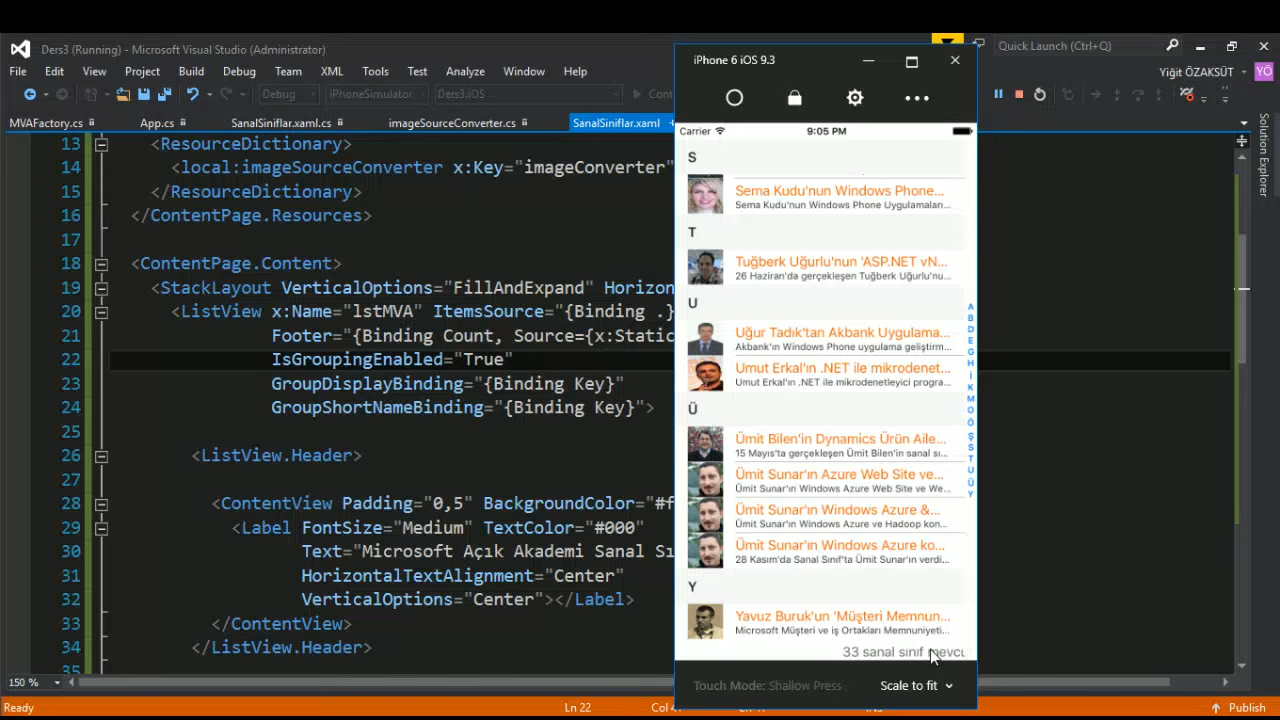 Ders3 (Running) - Microsoft Visual Studio (Administrator)
Quick Launch (Ctrl+Q)
File Edit View Project Build Debug Team XML Tools Test Analyze Window Help
Yiğit ÖZAKSÜT
YÖ
Debug
iPhoneSimulator
Ders3.iOS
MVAFactory.cs
App.cs
SanalSiniflar.xaml.cs
imageSourceConverter.cs
SanalSiniflar.xaml
Solution Explorer
13 <ResourceDictionary>
14 <local:imageSourceConverter x:Key="imageConverter"
15 </ResourceDictionary>
16 </ContentPage.Resources>
17
18 <ContentPage.Content>
19 <StackLayout VerticalOptions="FillAndExpand" Horizon
20 <ListView x:Name="lstMVA" ItemsSource="{Binding .}"
21 Footer="{Binding Count, Source={x:Static
22 IsGroupingEnabled="True"
23 GroupDisplayBinding="{Binding Key}"
24 GroupShortNameBinding="{Binding Key}">
25
26 <ListView.Header>
27
28 <ContentView Padding="0,5" BackgroundColor="#f
29 <Label FontSize="Medium" TextColor="#000"
30 Text="Microsoft Açık Akademi Sanal Sı
31 HorizontalTextAlignment="Center"
32 VerticalOptions="Center"></Label>
33 </ContentView>
34 </ListView.Header>
35
150 %
Ready
Ln 22
Publish
iPhone 6 iOS 9.3
Carrier
9:05 PM
S
Sema Kudu'nun Windows Phone...
Sema Kudu'nun Windows Phone Uygulamaları...
T
Tuğberk Uğurlu'nun 'ASP.NET vN...
26 Haziran'da gerçekleşen Tuğberk Uğurlu'nu...
U
Uğur Tadık'tan Akbank Uygulama...
Akbank'ın Windows Phone uygulama geliştirm...
Umut Erkal'ın .NET ile mikrodenet...
Umut Erkal'ın .NET ile mikrodenetleyici progra...
Ü
Ümit Bilen'in Dynamics Ürün Aile...
15 Mayıs'ta gerçekleşen Ümit Bilen'in sanal sı...
Ümit Sunar'ın Azure Web Site ve...
Ümit Sunar'ın Windows Azure Web Site ve We...
Ümit Sunar'ın Windows Azure &...
Ümit Sunar'ın Windows Azure ve Hadoop kon...
Ümit Sunar'ın Windows Azure ko...
28 Kasım'da Sanal Sınıf'ta Ümit Sunar'ın verdi...
Y
Yavuz Buruk'un 'Müşteri Memnun...
Microsoft Müşteri ve İş Ortakları Memnuniyeti...
33 sanal sınıf mevcu
A
B
D
E
G
H
İ
K
M
O
Ö
Ş
S
T
U
Ü
Y
Touch Mode: Shallow Press
Scale to fit